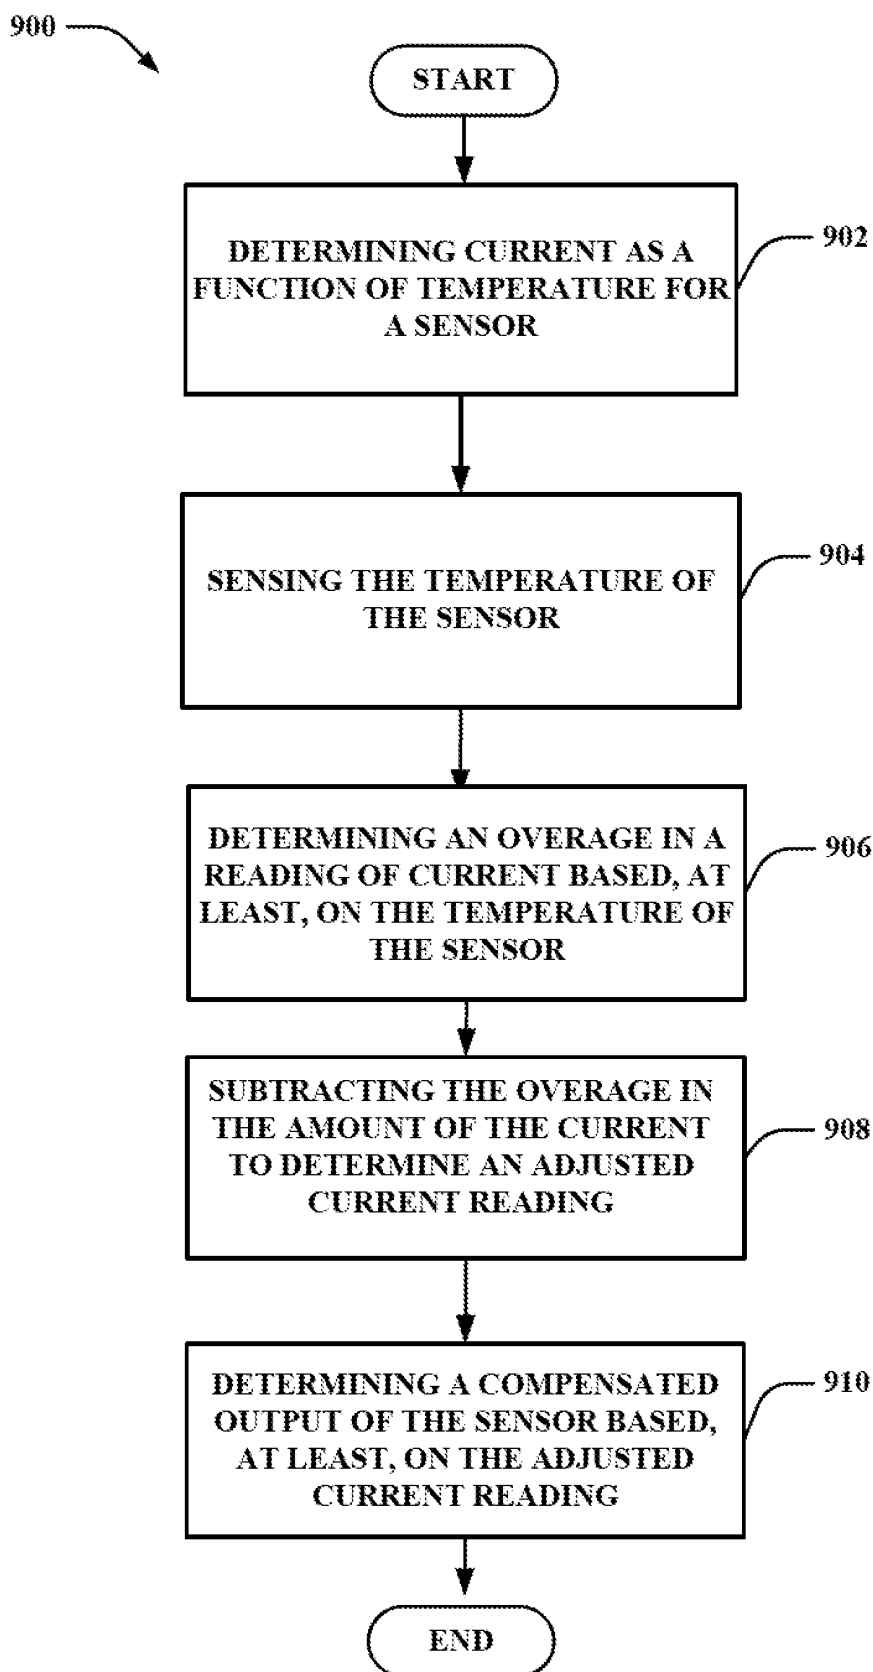 900
START
DETERMINING CURRENT AS A
FUNCTION OF TEMPERATURE FOR
A SENSOR
902
SENSING THE TEMPERATURE OF
THE SENSOR
904
DETERMINING AN OVERAGE IN A
READING OF CURRENT BASED, AT
LEAST, ON THE TEMPERATURE OF
THE SENSOR
906
SUBTRACTING THE OVERAGE IN
THE AMOUNT OF THE CURRENT
TO DETERMINE AN ADJUSTED
CURRENT READING
908
DETERMINING A COMPENSATED
OUTPUT OF THE SENSOR BASED,
AT LEAST, ON THE ADJUSTED
CURRENT READING
910
END